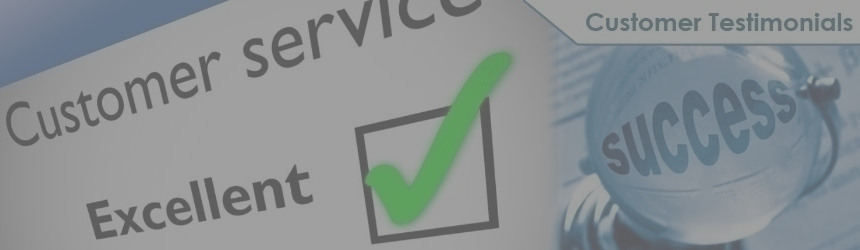 Customer service
Excellent
Customer Testimonials
success